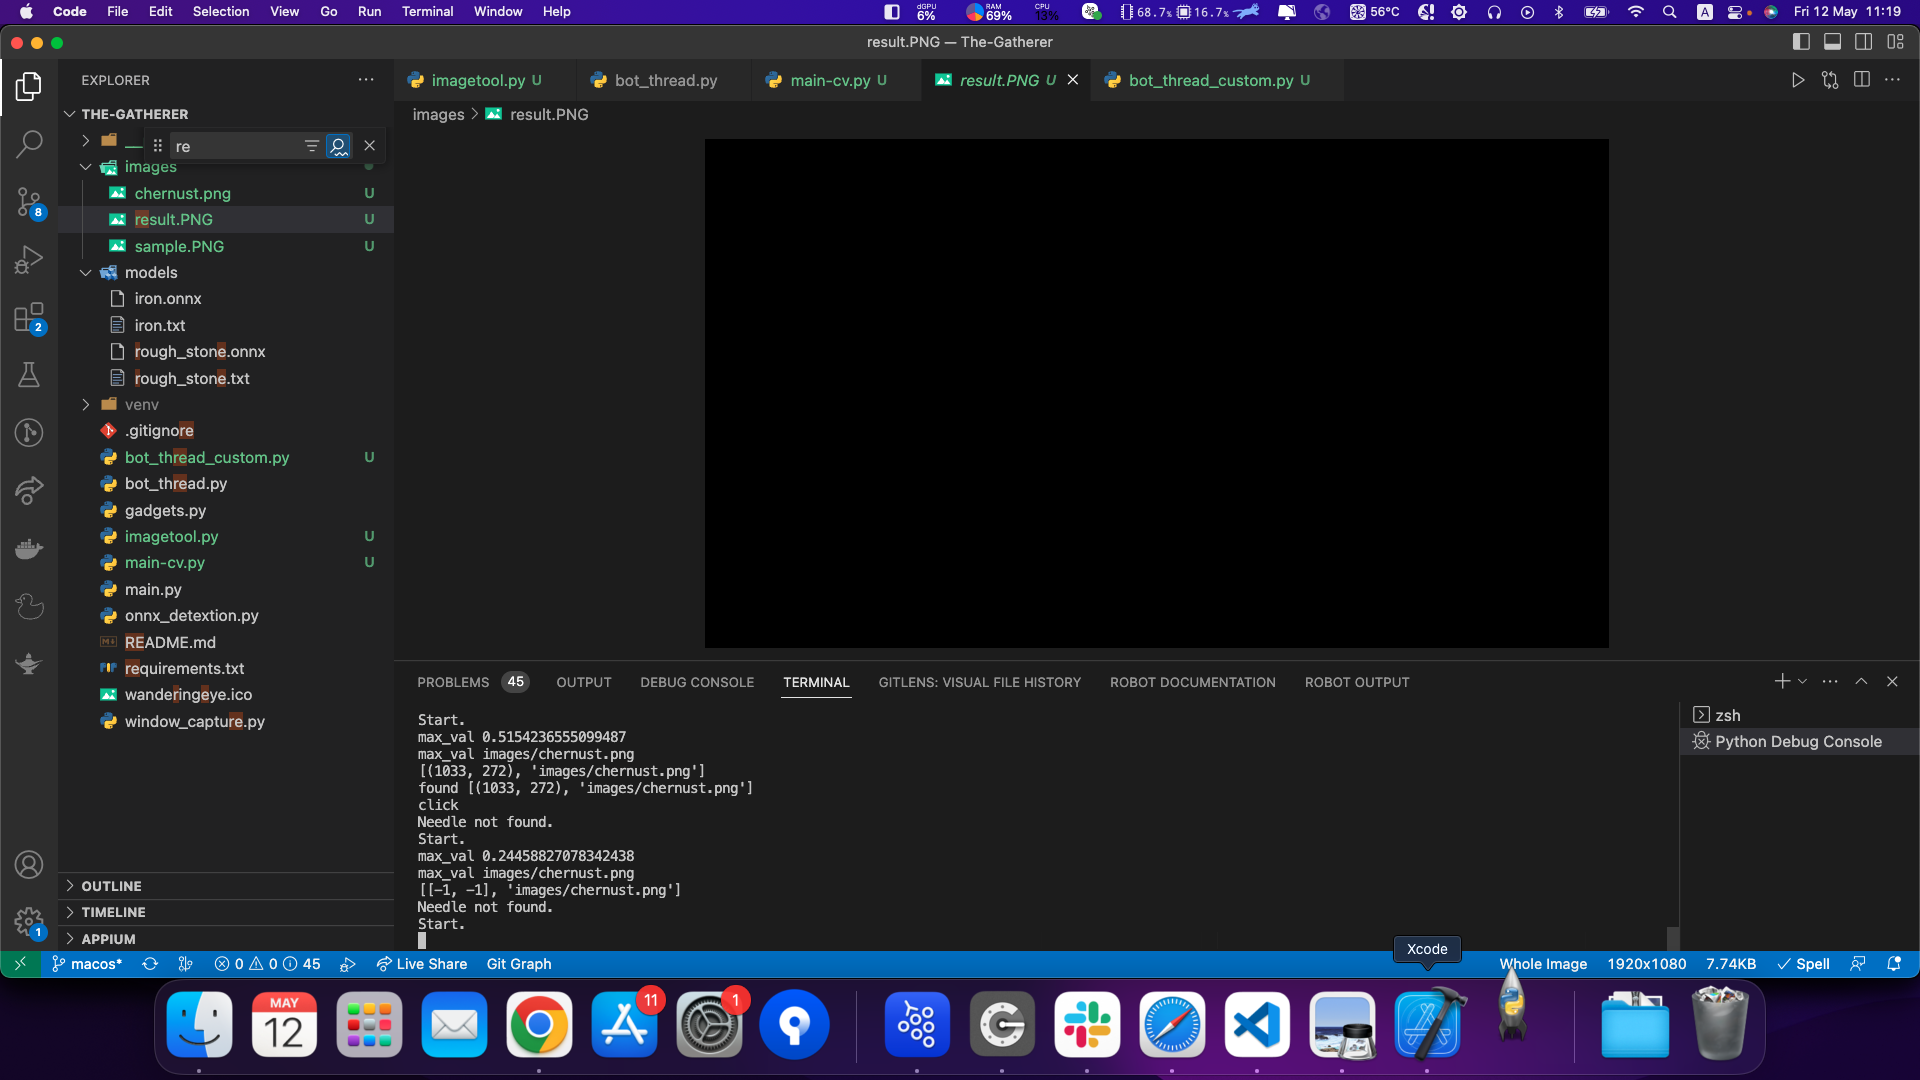 Code File Edit Selection View Go Run Terminal Window Help dGPU 6% RAM 69% CPU 13% 68.7% 16.7% 56°C A Fri 12 May 11:19
result.PNG — The-Gatherer
EXPLORER
imagetool.py U
bot_thread.py
main-cv.py U
result.PNG U
bot_thread_custom.py U
images > result.PNG
THE-GATHERER
re
images
chernust.png U
result.PNG U
sample.PNG U
models
iron.onnx
iron.txt
rough_stone.onnx
rough_stone.txt
venv
.gitignore
bot_thread_custom.py U
bot_thread.py
gadgets.py
imagetool.py U
main-cv.py U
main.py
onnx_detextion.py
README.md
requirements.txt
wanderingeye.ico
window_capture.py
OUTLINE
TIMELINE
APPIUM
8
2
1
PROBLEMS 45 OUTPUT DEBUG CONSOLE TERMINAL GITLENS: VISUAL FILE HISTORY ROBOT DOCUMENTATION ROBOT OUTPUT
Start.
max_val 0.5154236555099487
max_val images/chernust.png
[(1033, 272), 'images/chernust.png']
found [(1033, 272), 'images/chernust.png']
click
Needle not found.
Start.
max_val 0.24458827078342438
max_val images/chernust.png
[[-1, -1], 'images/chernust.png']
Needle not found.
Start.
zsh
Python Debug Console
Xcode
macos* 0 0 45 Live Share Git Graph Whole Image 1920x1080 7.74KB Spell
MAY
12
11
1